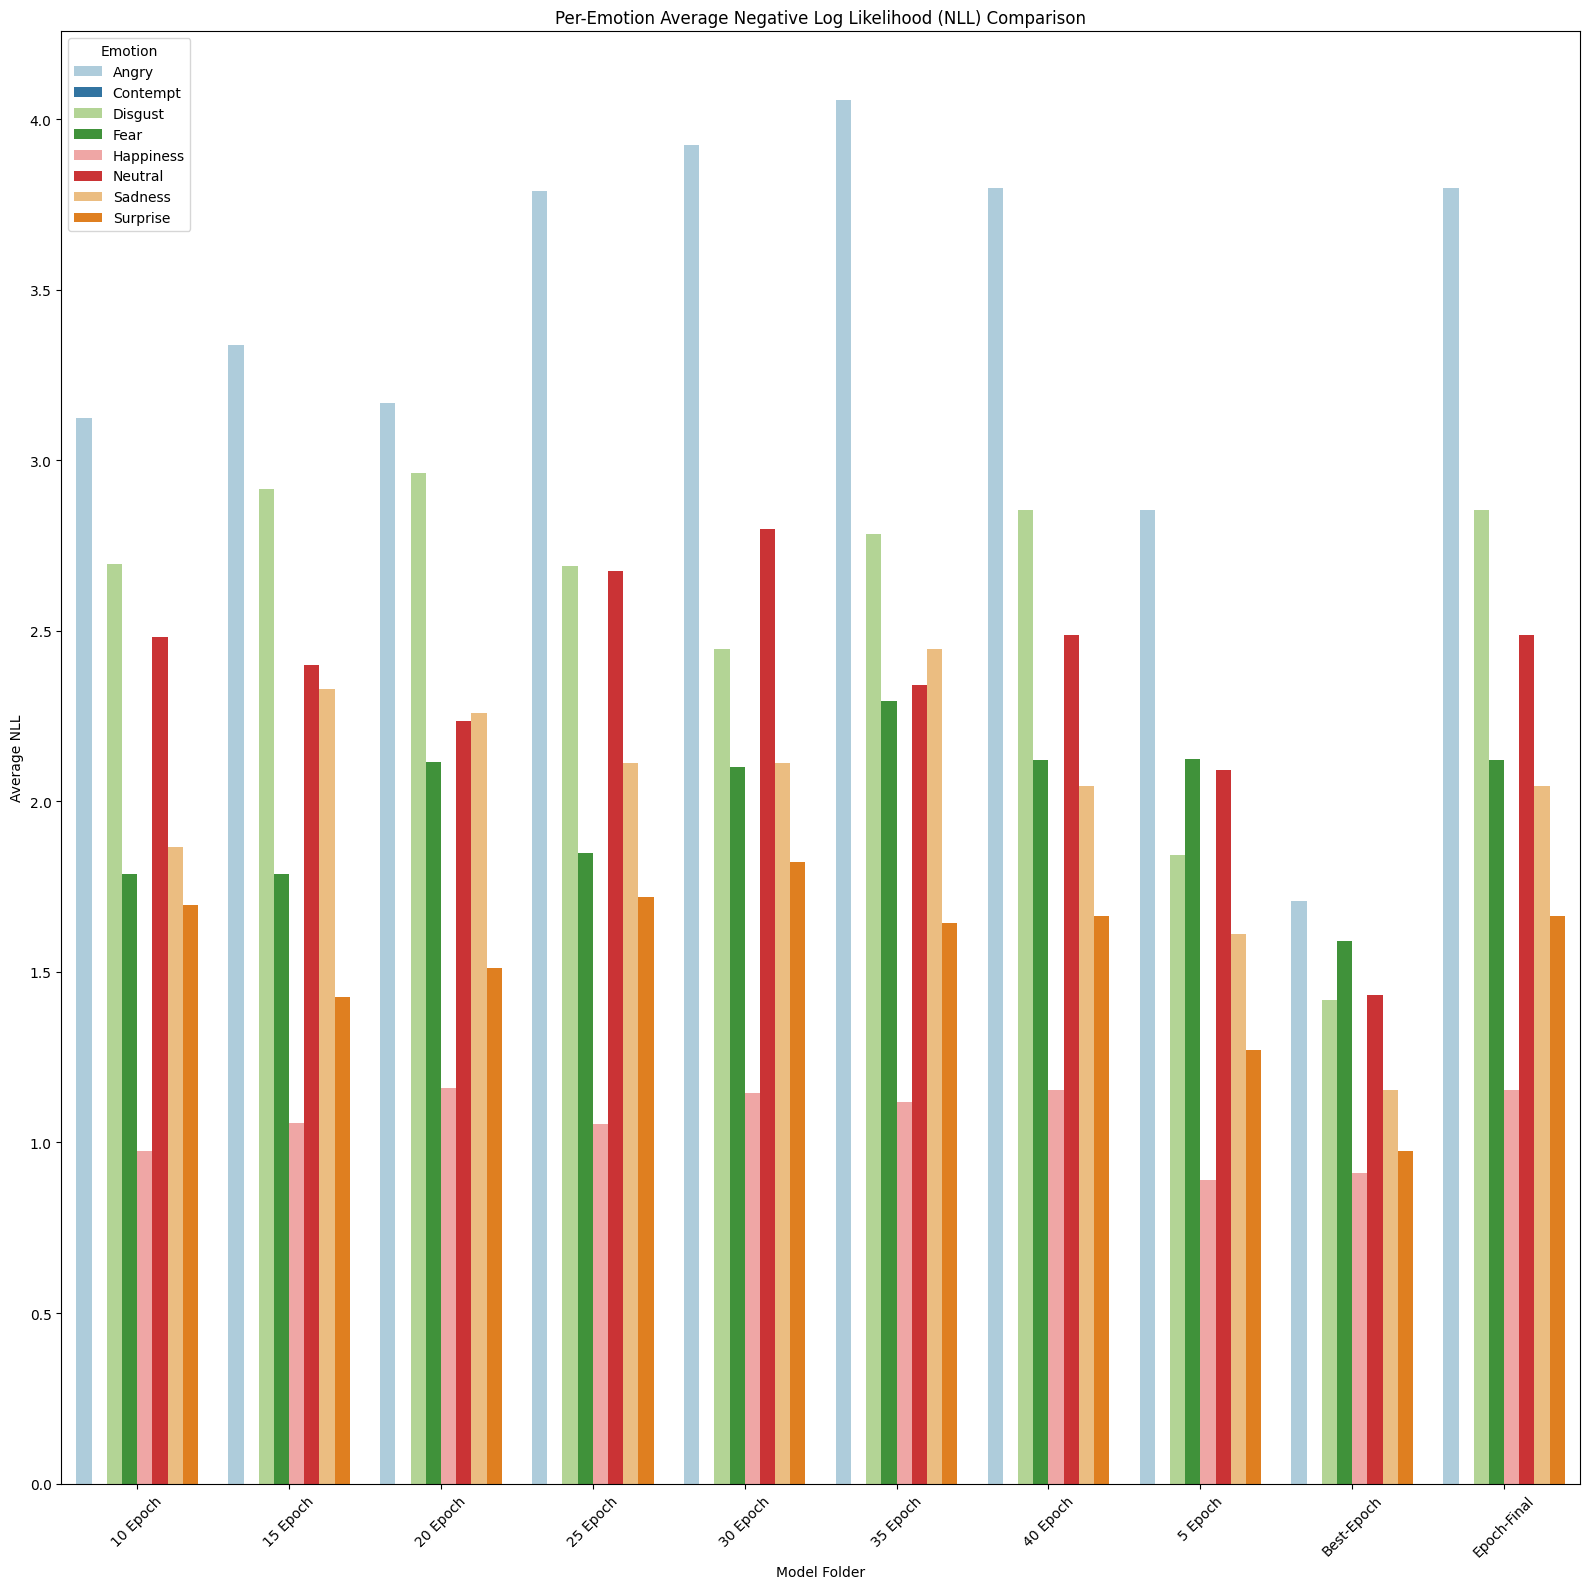 Per-Emotion Average Negative Log Likelihood (NLL) Comparison
Emotion
Angry
Contempt
Disgust
Fear
Happiness
Neutral
Sadness
Surprise
Average NLL
4.0
3.5
3.0
2.5
2.0
1.5
1.0
0.5
0.0
10 Epoch
15 Epoch
20 Epoch
25 Epoch
30 Epoch
35 Epoch
40 Epoch
5 Epoch
Best-Epoch
Epoch-Final
Model Folder